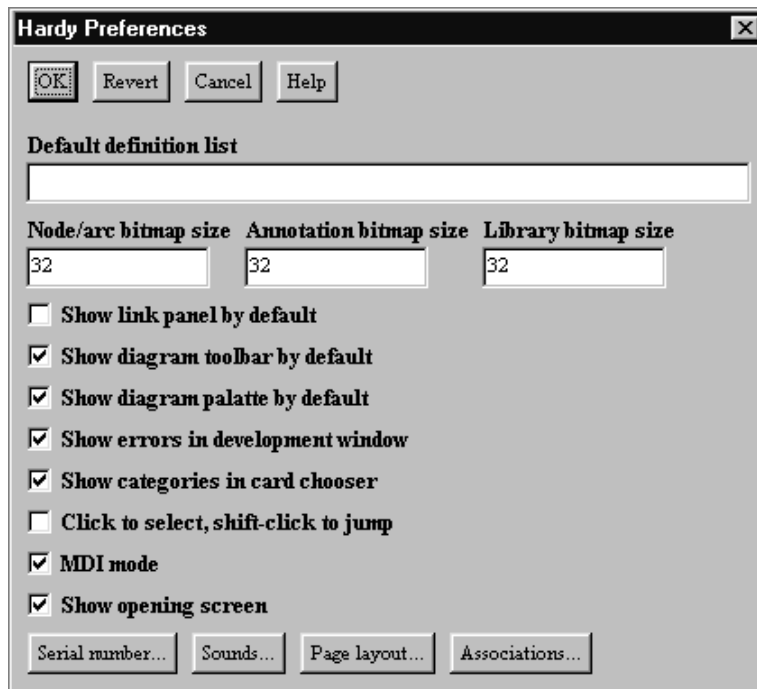 Hardy Preferences
OK Revert Cancel Help
Default definition list
Node/arc bitmap size Annotation bitmap size Library bitmap size
32 32 32
Show link panel by default
Show diagram toolbar by default
Show diagram palatte by default
Show errors in development window
Show categories in card chooser
Click to select, shift-click to jump
MDI mode
Show opening screen
Serial number... Sounds... Page layout... Associations...